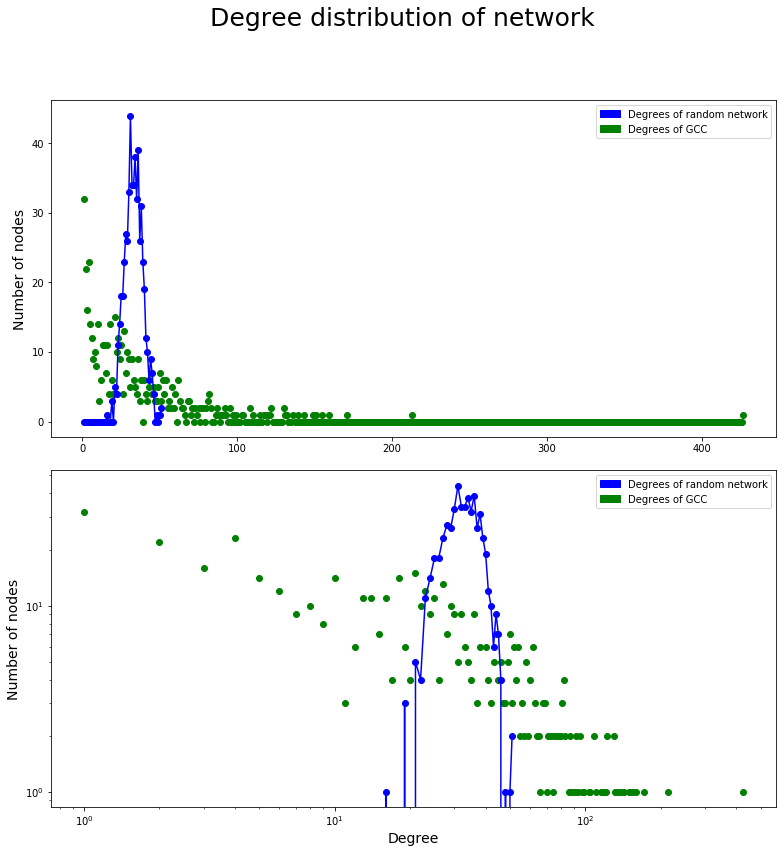 Degree distribution of network
Degrees of random network
Degrees of GCC
Number of nodes
40
30
20
10
0
0 100 200 300 400
Degrees of random network
Degrees of GCC
Number of nodes
10¹
10⁰
10⁰ 10¹ 10²
Degree